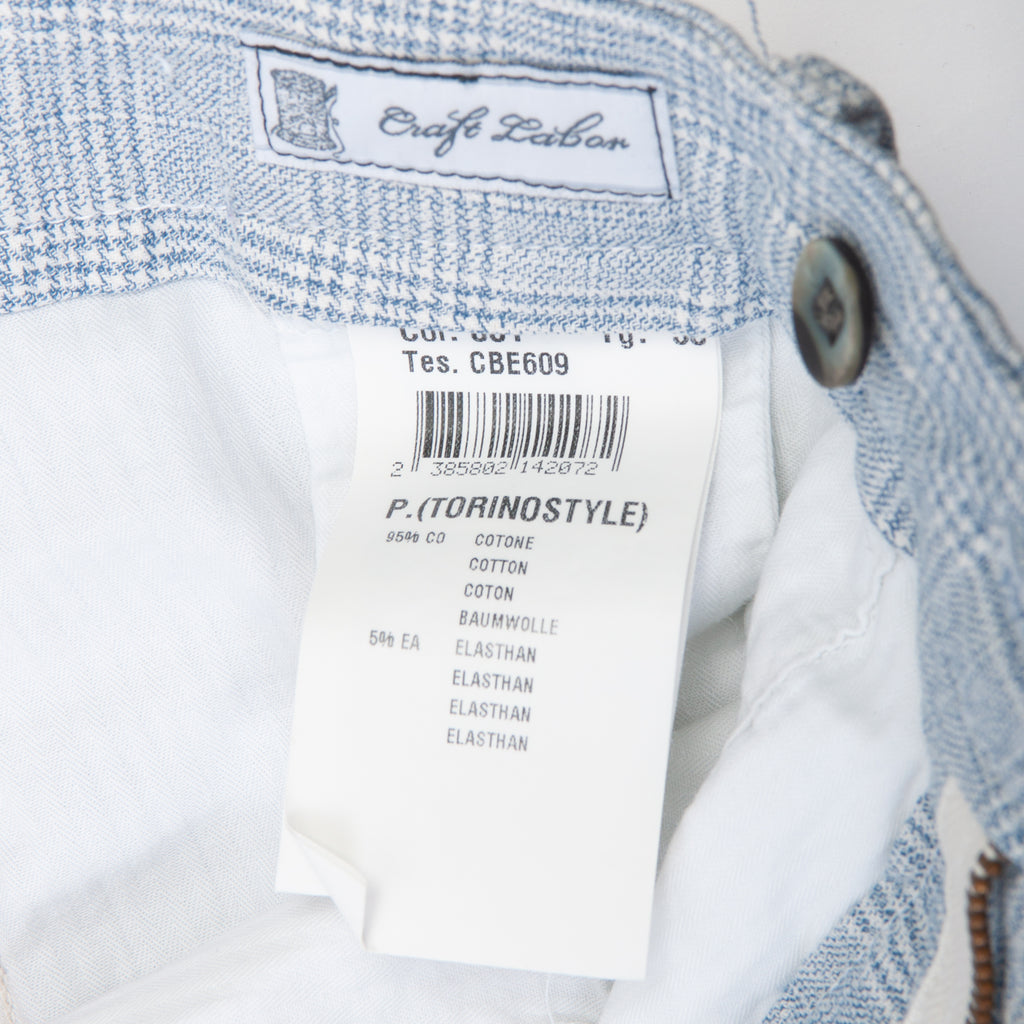 Craft Labor
Tes. CBE609
2 385802 142072
P.(TORINOSTYLE)
95% CO COTONE
COTTON
COTON
BAUMWOLLE
5% EA ELASTHAN
ELASTHAN
ELASTHAN
ELASTHAN